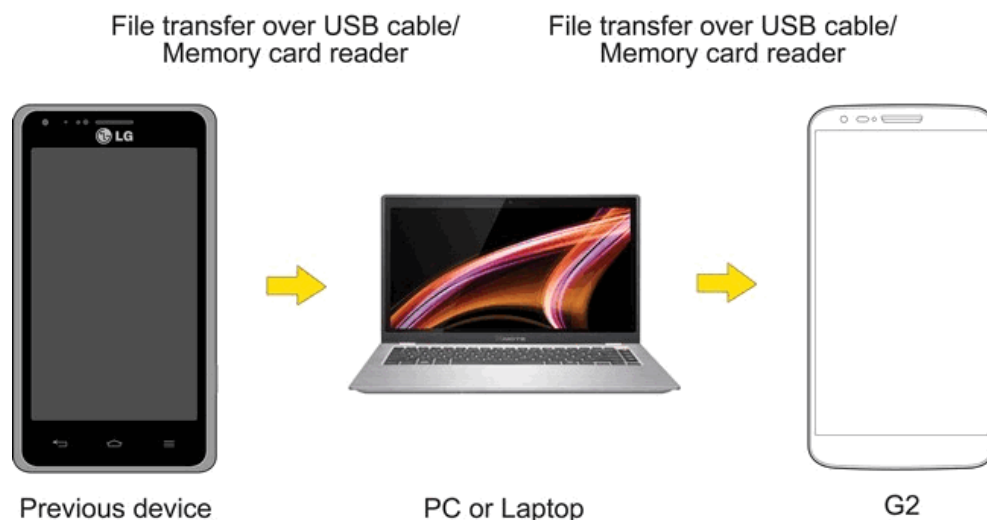 File transfer over USB cable/
Memory card reader
File transfer over USB cable/
Memory card reader
LG
Previous device
PC or Laptop
G2